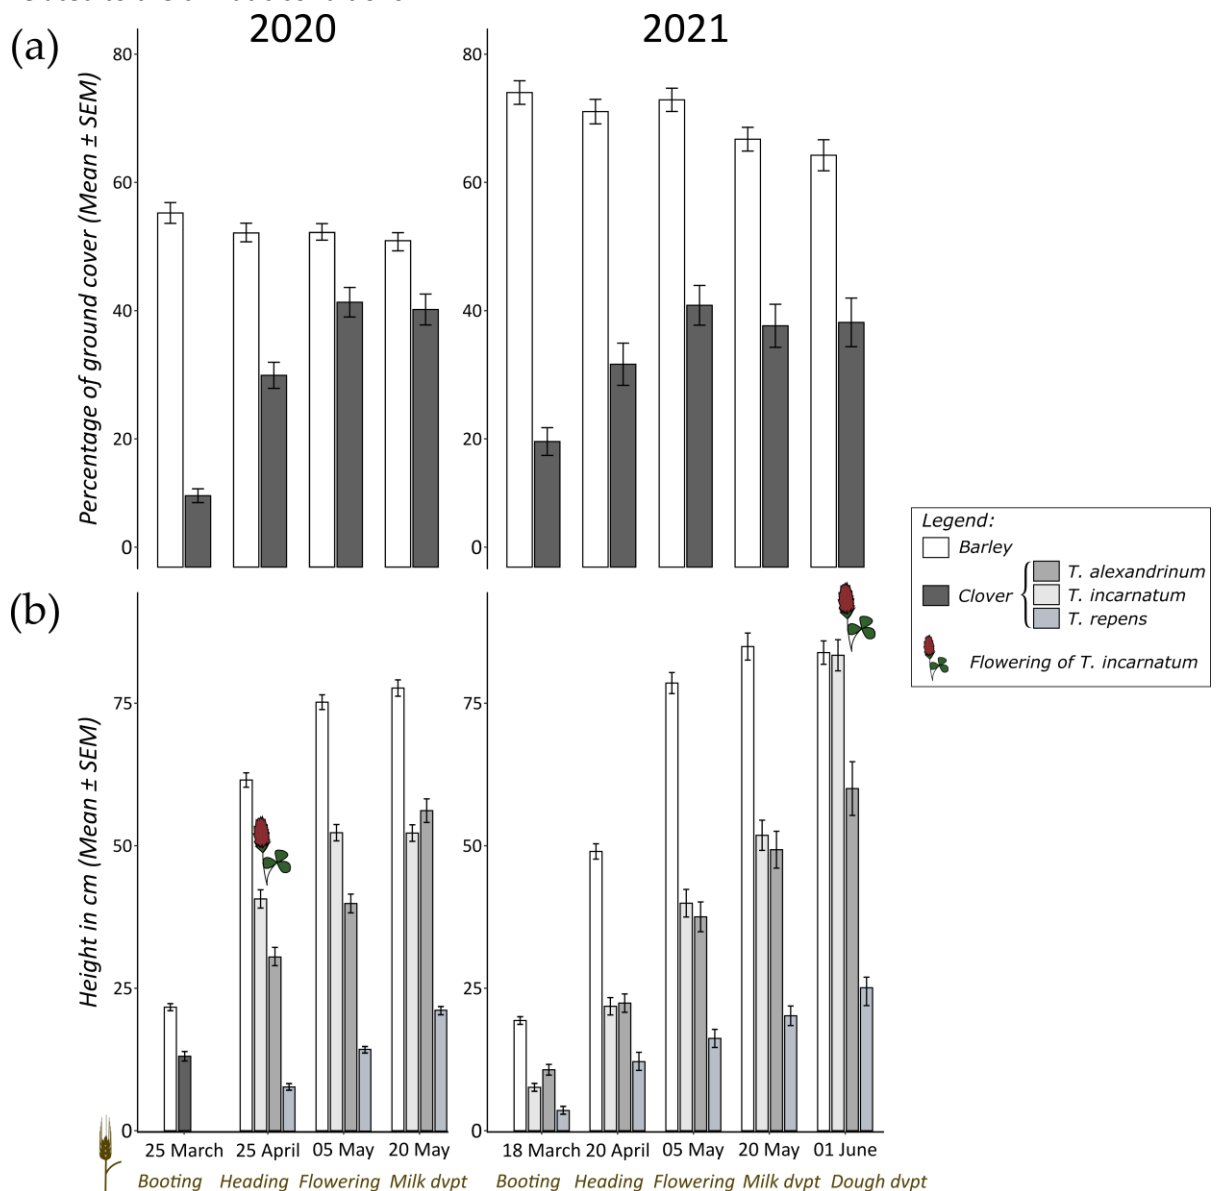 2020 2021
(a)
Percentage of ground cover (Mean ± SEM)
80 80
60 60
40 40
20 20
0 0
Legend:
Barley
Clover
T. alexandrinum
T. incarnatum
T. repens
Flowering of T. incarnatum
(b)
Height in cm (Mean ± SEM)
75 75
50 50
25 25
0 0
25 March 25 April 05 May 20 May 18 March 20 April 05 May 20 May 01 June
Booting Heading Flowering Milk dvpt Booting Heading Flowering Milk dvpt Dough dvpt